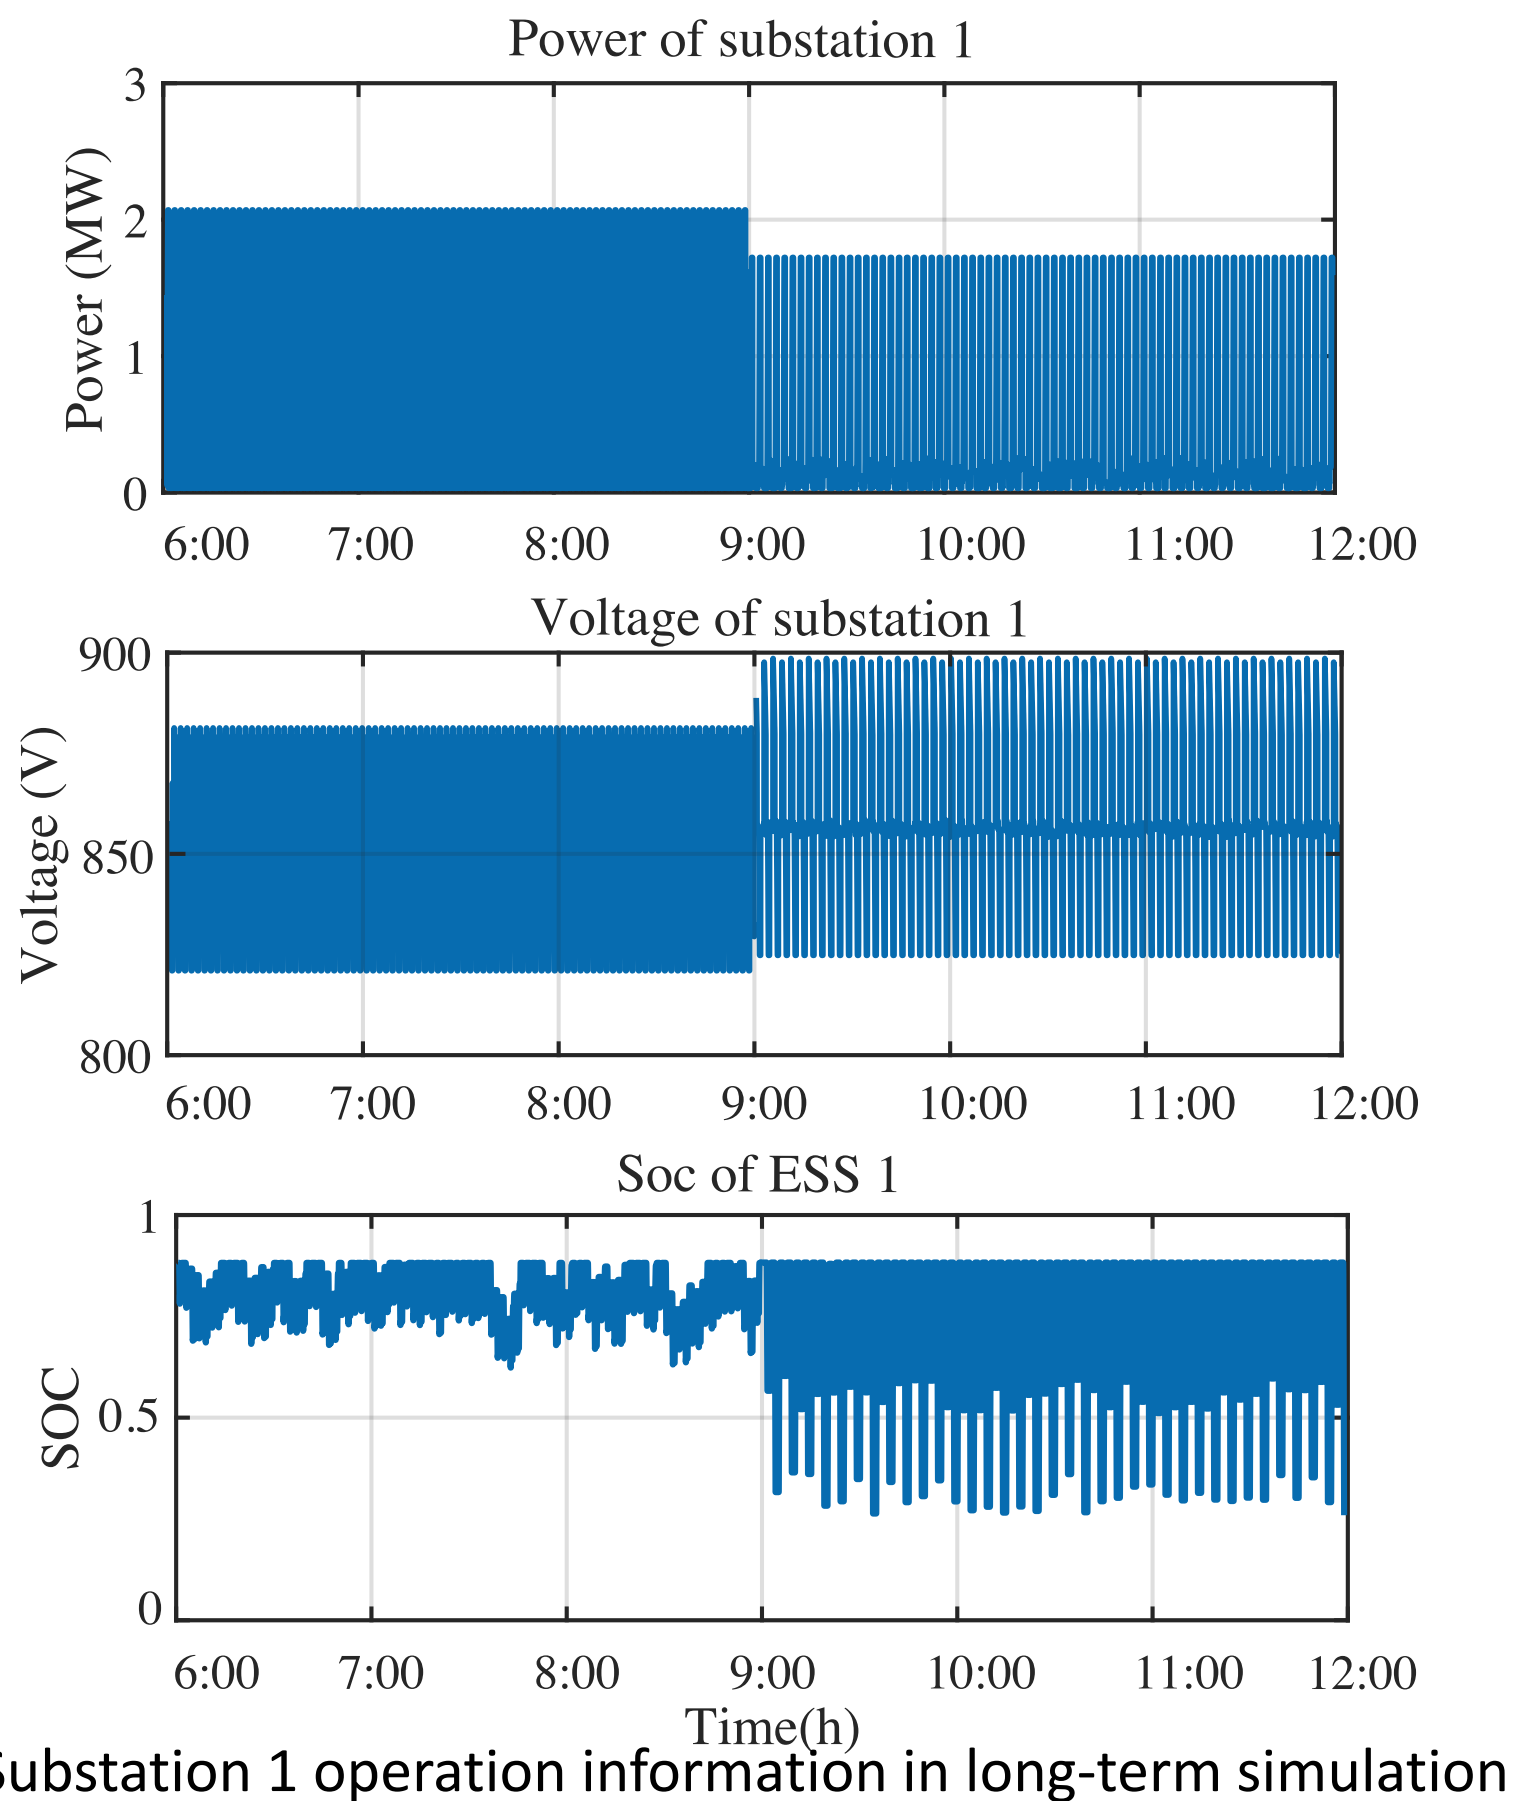 Power of substation 1
3
2
1
0
Power (MW)
6:00 7:00 8:00 9:00 10:00 11:00 12:00
Voltage of substation 1
900
850
800
Voltage (V)
6:00 7:00 8:00 9:00 10:00 11:00 12:00
Soc of ESS 1
1
0.5
0
SOC
6:00 7:00 8:00 9:00 10:00 11:00 12:00
Time(h)
Substation 1 operation information in long-term simulation